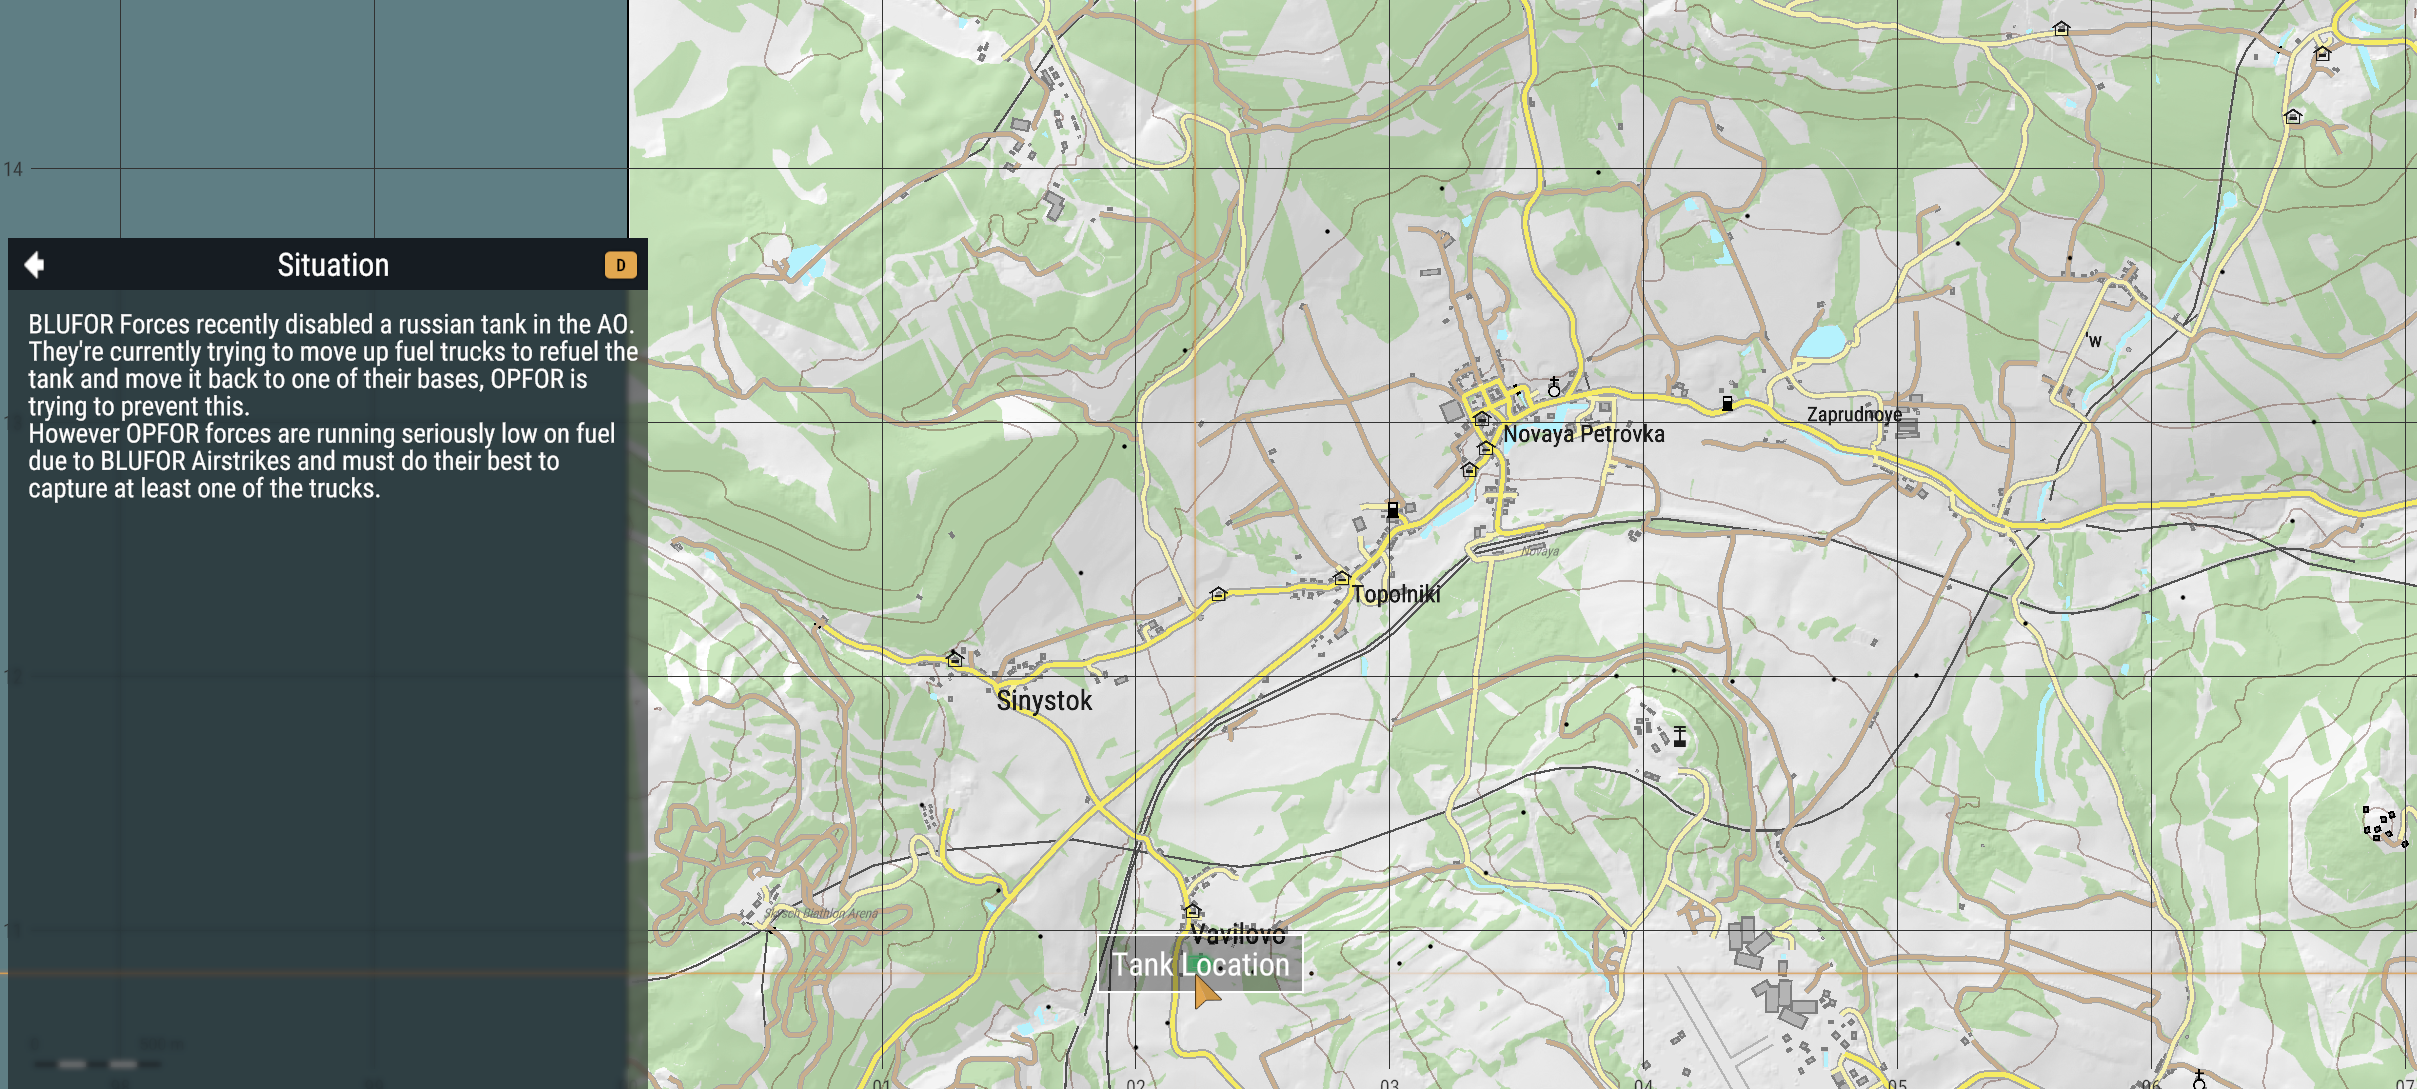 14
Situation
D
BLUFOR Forces recently disabled a russian tank in the AO.
They're currently trying to move up fuel trucks to refuel the
tank and move it back to one of their bases, OPFOR is
trying to prevent this.
However OPFOR forces are running seriously low on fuel
due to BLUFOR Airstrikes and must do their best to
capture at least one of the trucks.
'W
Zaprudnoye
Novaya Petrovka
Novaya
Topolniki
Sinystok
Biathlon Arena
Vavilovo
Tank Location
01
02
03
04
05
06
07